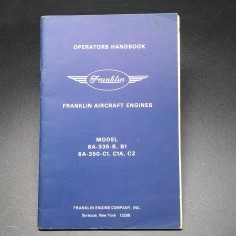 OPERATORS HANDBOOK
Franklin
FRANKLIN AIRCRAFT ENGINES
MODEL
6A-335-B, B1
6A-350-C1, C1A, C2
FRANKLIN ENGINE COMPANY, INC.
Syracuse, New York 13208